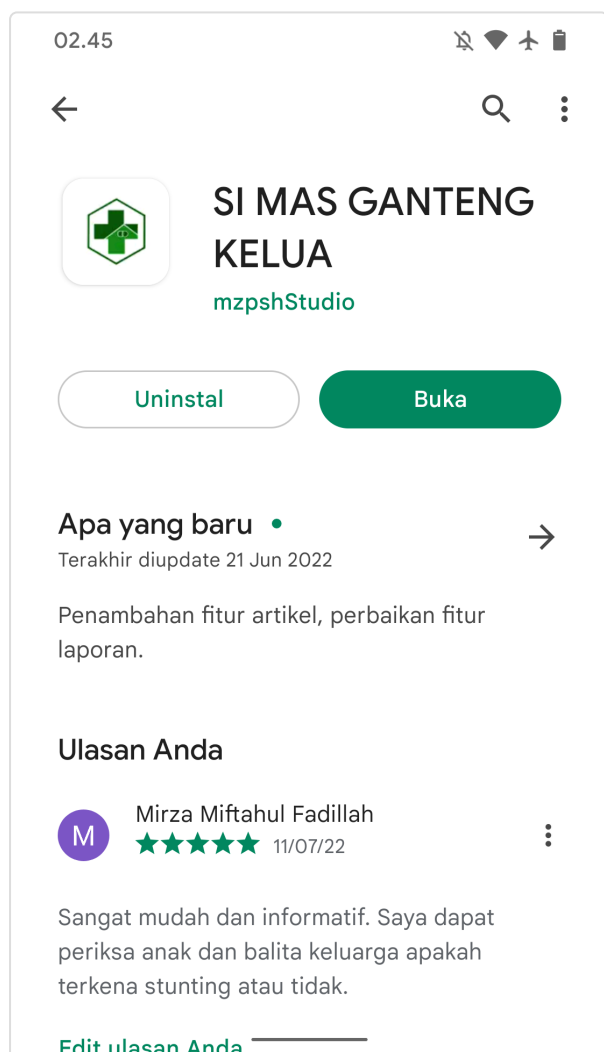 02.45
SI MAS GANTENG
KELUA
mzpshStudio
Uninstal
Buka
Apa yang baru
Terakhir diupdate 21 Jun 2022
Penambahan fitur artikel, perbaikan fitur
laporan.
Ulasan Anda
M
Mirza Miftahul Fadillah
11/07/22
Sangat mudah dan informatif. Saya dapat
periksa anak dan balita keluarga apakah
terkena stunting atau tidak.
Edit ulasan Anda